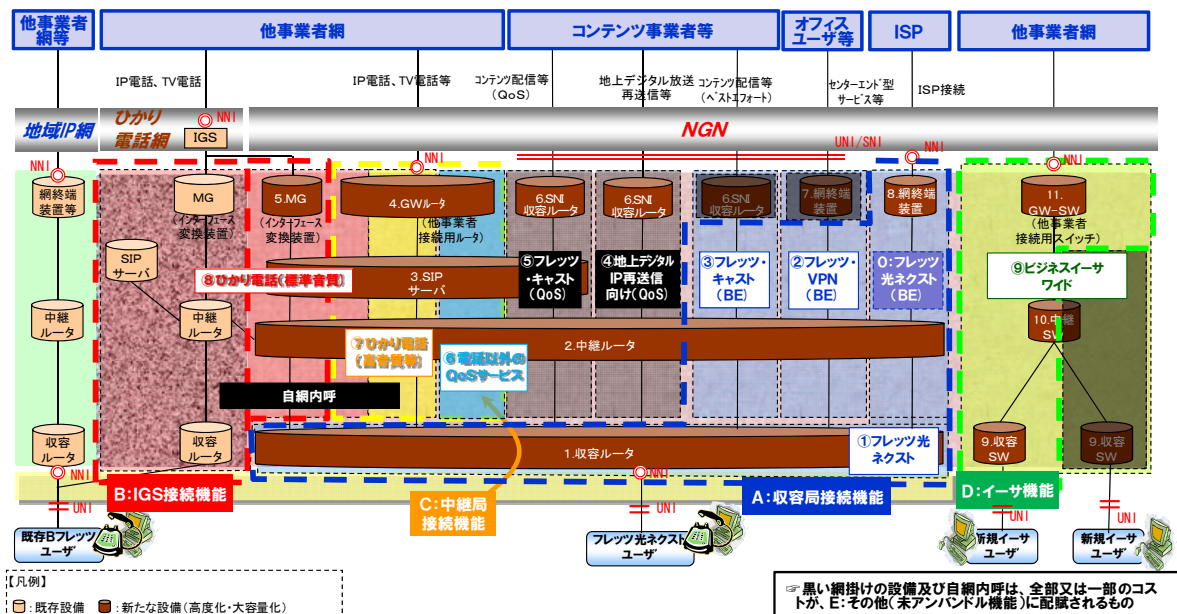 他事業者
網等
他事業者網
コンテンツ事業者等
オフィス
ユーザ等
ISP
他事業者網
IP電話、TV電話
IP電話、TV電話等
コンテンツ配信等
(QoS)
地上デジタル放送
再送信等
コンテンツ配信等
(ベストエフォート)
センターエンド型
サービス等
ISP接続
地域IP網
ひかり
電話網
NNI
IGS
NGN
UNI/SNI
NNI
NNI
NNI
NNI
網終端
装置等
MG
(インターフェース
変換装置)
5.MG
(インターフェース
変換装置)
4.GWルータ
(他事業者
接続用ルータ)
6.SNI
収容ルータ
6.SNI
収容ルータ
6.SNI
収容ルータ
7.網終端
装置
8.網終端
装置
11.
GW-SW
(他事業者
接続用スイッチ)
SIP
サーバ
⑧ひかり電話(標準音質)
3.SIP
サーバ
⑤フレッツ
・キャスト
(QoS)
④地上デジタル
IP再送信
向け(QoS)
③フレッツ・
キャスト
(BE)
②フレッツ・
VPN
(BE)
0:フレッツ
光ネクスト
(BE)
⑨ビジネスイーサ
ワイド
中継
ルータ
中継
ルータ
2.中継ルータ
10.中継
SW
⑦ひかり電話
(高音質等)
⑥電話以外の
QoSサービス
自網内呼
収容
ルータ
収容
ルータ
1.収容ルータ
①フレッツ光
ネクスト
9.収容
SW
9.収容
SW
NNI
NNI
NNI
B:IGS接続機能
C:中継局
接続機能
A:収容局接続機能
D:イーサ機能
UNI
UNI
UNI
UNI
既存Bフレッツ
ユーザ
フレッツ光ネクスト
ユーザ
新規イーサ
ユーザ
新規イーサ
ユーザ
【凡例】
:既存設備
:新たな設備(高度化・大容量化)
☞黒い網掛けの設備及び自網内呼は、全部又は一部のコス
トが、E:その他(未アンバンドル機能)に配賦されるもの